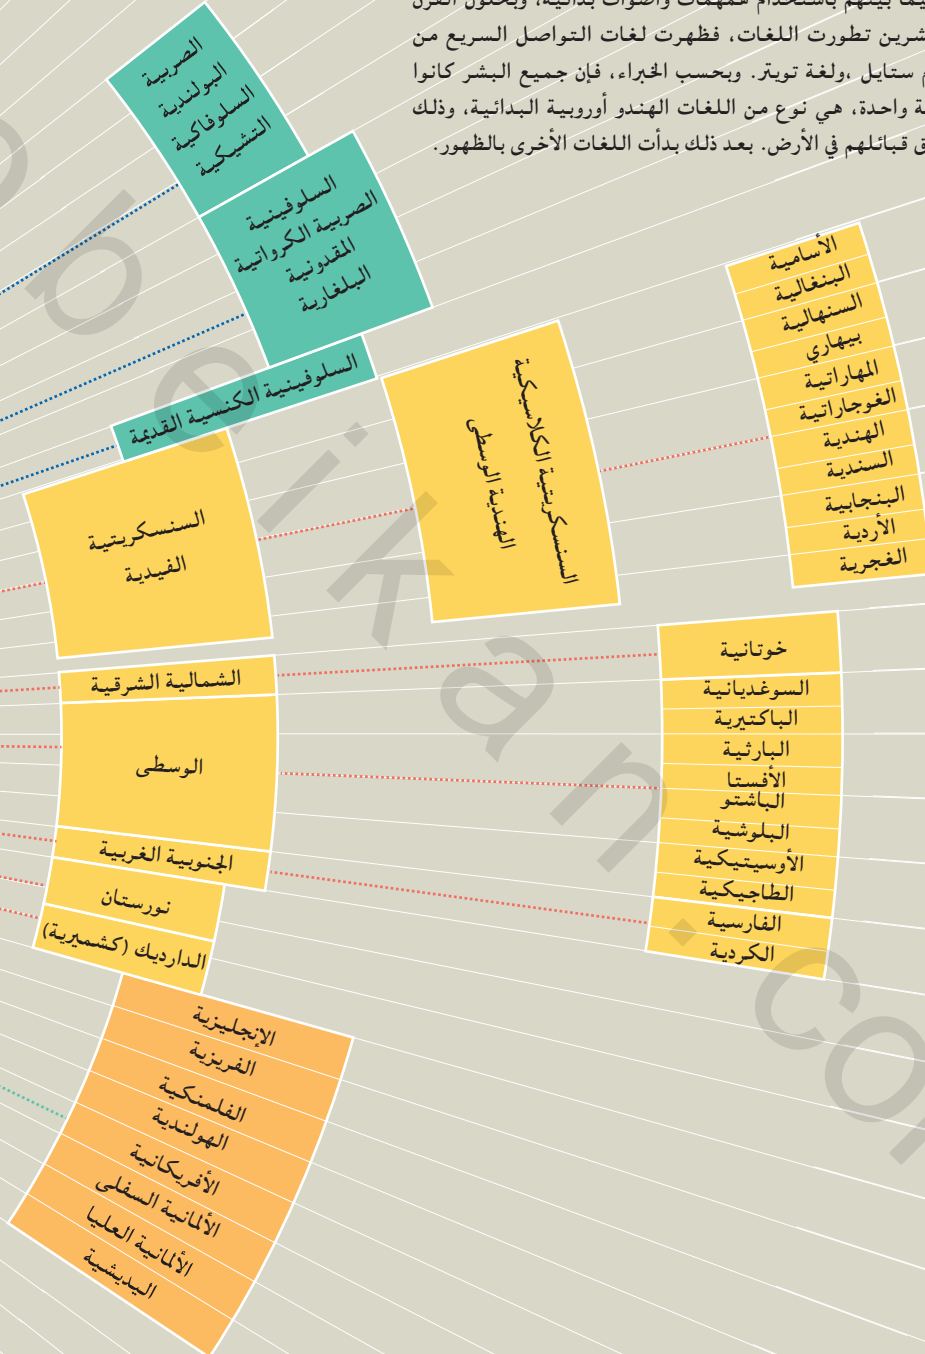 فيما بينهم باستخدام همهمات وأصوات بدائية، وبحلول القرن
شرين تطورت اللغات، فظهرت لغات التواصل السريع من
م ستايل ،ولغة تويتر. وبحسب الخبراء، فإن جميع البشر كانوا
ة واحدة، هي نوع من اللغات الهندو أوروبية البدائية، وذلك
ق قبائلهم في الأرض. بعد ذلك بدأت اللغات الأخرى بالظهور.
الصربية
البولندية
السلوفاكية
التشيكية
السلوفينية
الصربية الكرواتية
المقدونية
البلغارية
السلوفينية الكنسية القديمة
السنسكريتية
الفيدية
السنسكريتية الكلاسيكية
الهندية الوسطى
الأسامية
البنغالية
السنهالية
بيهاري
المهاراتية
الغوجاراتية
الهندية
السندية
البنجابية
الأردية
الغجرية
الشمالية الشرقية
الوسطى
الجنوبية الغربية
نورستان
الدارديك (كشميرية)
خوتانية
السوغديانية
الباكتيرية
البارثية
الأفستا
الباشتو
البلوشية
الأوسيتيكية
الطاجيكية
الفارسية
الكردية
الإنجليزية
الفريزية
الفلمنكية
الهولندية
الأفريكانية
الألمانية السفلى
الألمانية العليا
اليديشية
obeikan.com